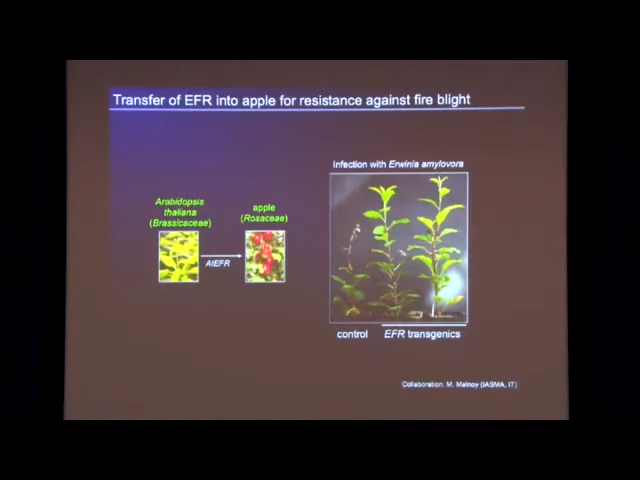 Transfer of EFR into apple for resistance against fire blight
Infection with Erwinia amylovora
Arabidopsis
thaliana
(Brassicaceae)
apple
(Rosaceae)
AtEFR
control
EFR transgenics
Collaboration: M. Malnoy (IASMA, IT)